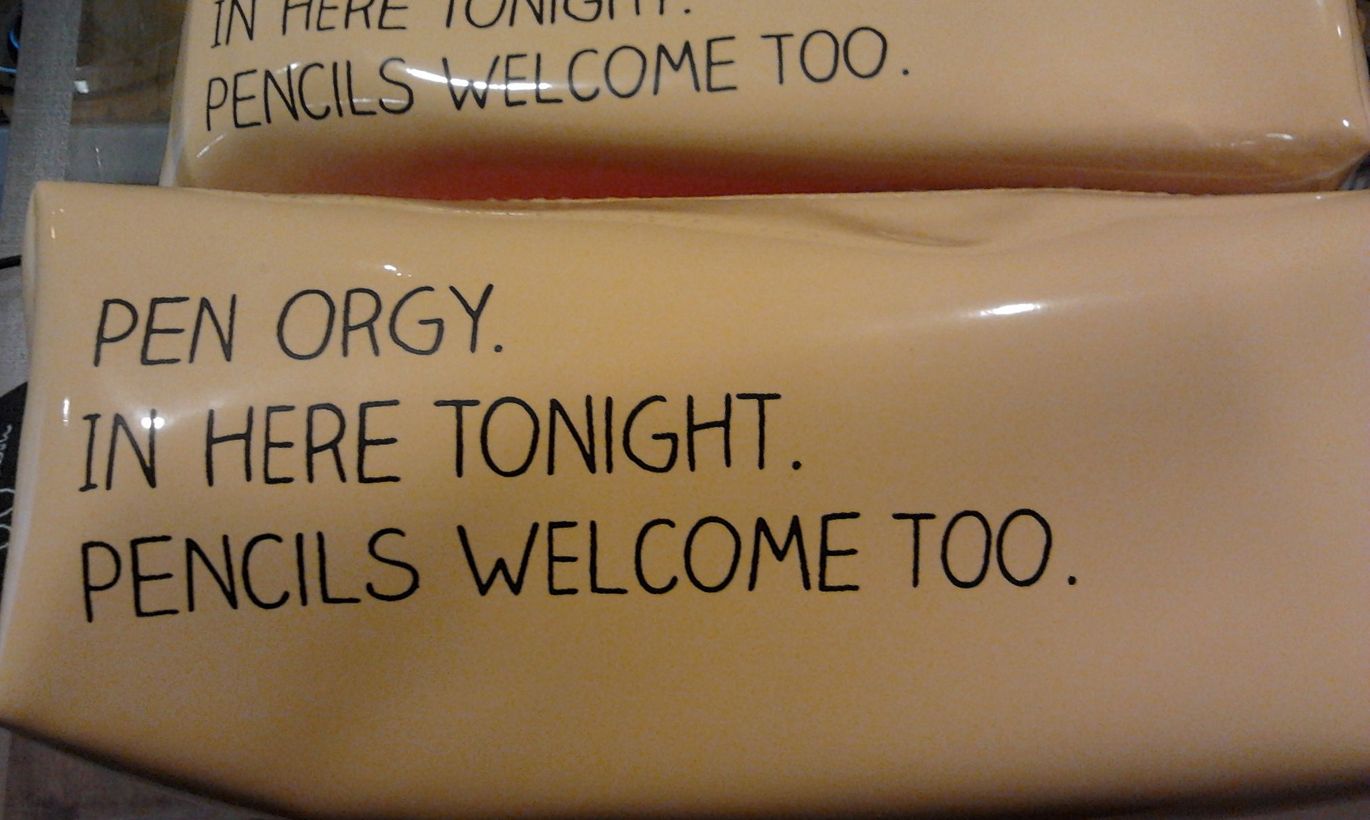 IN HERE TONIGHT.
PENCILS WELCOME TOO.
PEN ORGY.
IN HERE TONIGHT.
PENCILS WELCOME TOO.